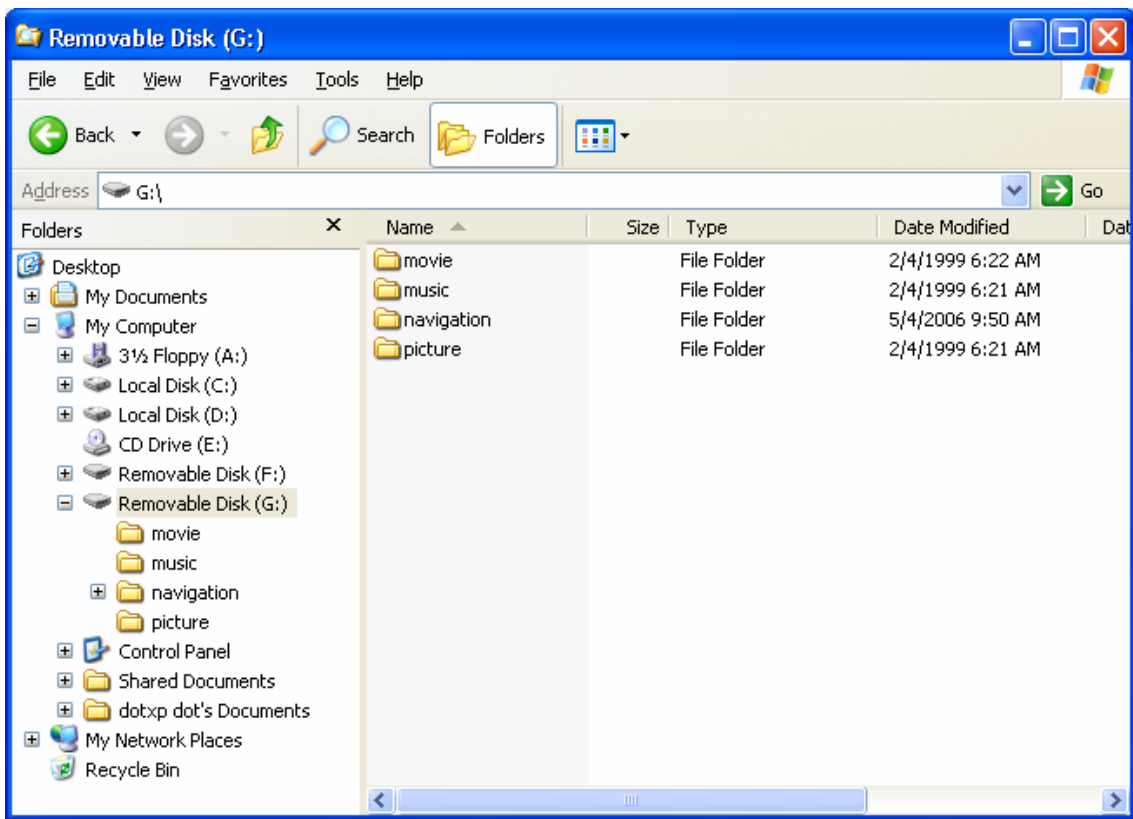 Removable Disk (G:)
File Edit View Favorites Tools Help
Back Search Folders
Address G:\ Go
Folders X
Name Size Type Date Modified Dat
Desktop
My Documents
My Computer
3½ Floppy (A:)
Local Disk (C:)
Local Disk (D:)
CD Drive (E:)
Removable Disk (F:)
Removable Disk (G:)
movie
music
navigation
picture
Control Panel
Shared Documents
dotxp dot's Documents
My Network Places
Recycle Bin
movie File Folder 2/4/1999 6:22 AM
music File Folder 2/4/1999 6:21 AM
navigation File Folder 5/4/2006 9:50 AM
picture File Folder 2/4/1999 6:21 AM